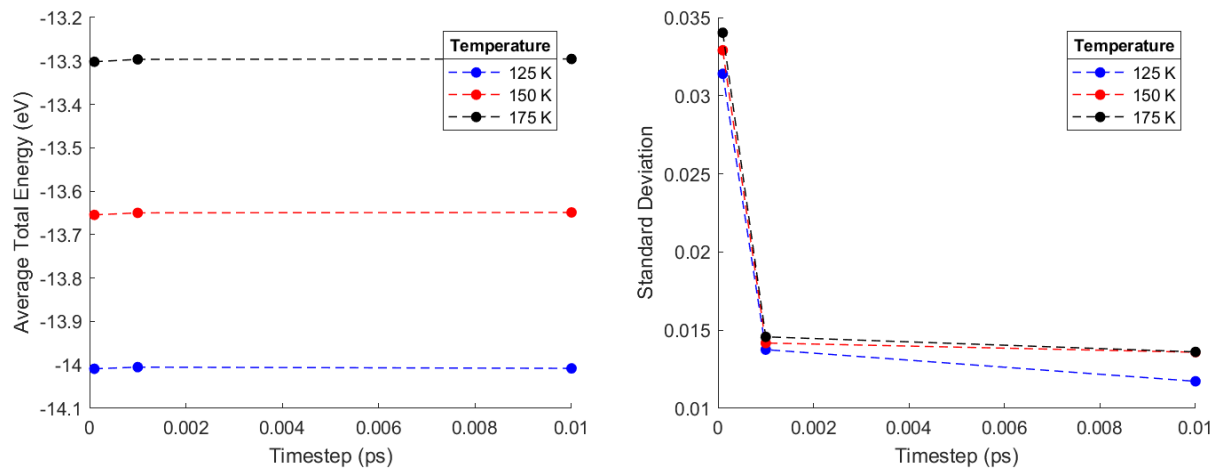 -13.2
-13.3
-13.4
-13.5
-13.6
-13.7
-13.8
-13.9
-14
-14.1
Average Total Energy (eV)
0
0.002
0.004
0.006
0.008
0.01
Timestep (ps)
Temperature
125 K
150 K
175 K
0.035
0.03
0.025
0.02
0.015
0.01
Standard Deviation
0
0.002
0.004
0.006
0.008
0.01
Timestep (ps)
Temperature
125 K
150 K
175 K